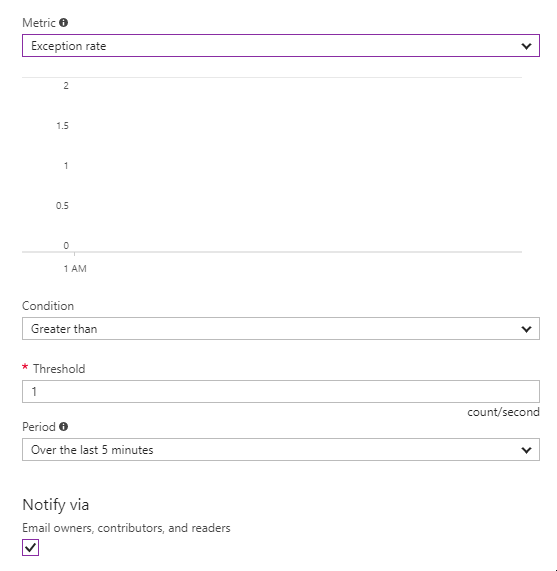 Metric
Exception rate
2
1.5
1
0.5
0
1 AM
Condition
Greater than
* Threshold
1
count/second
Period
Over the last 5 minutes
Notify via
Email owners, contributors, and readers